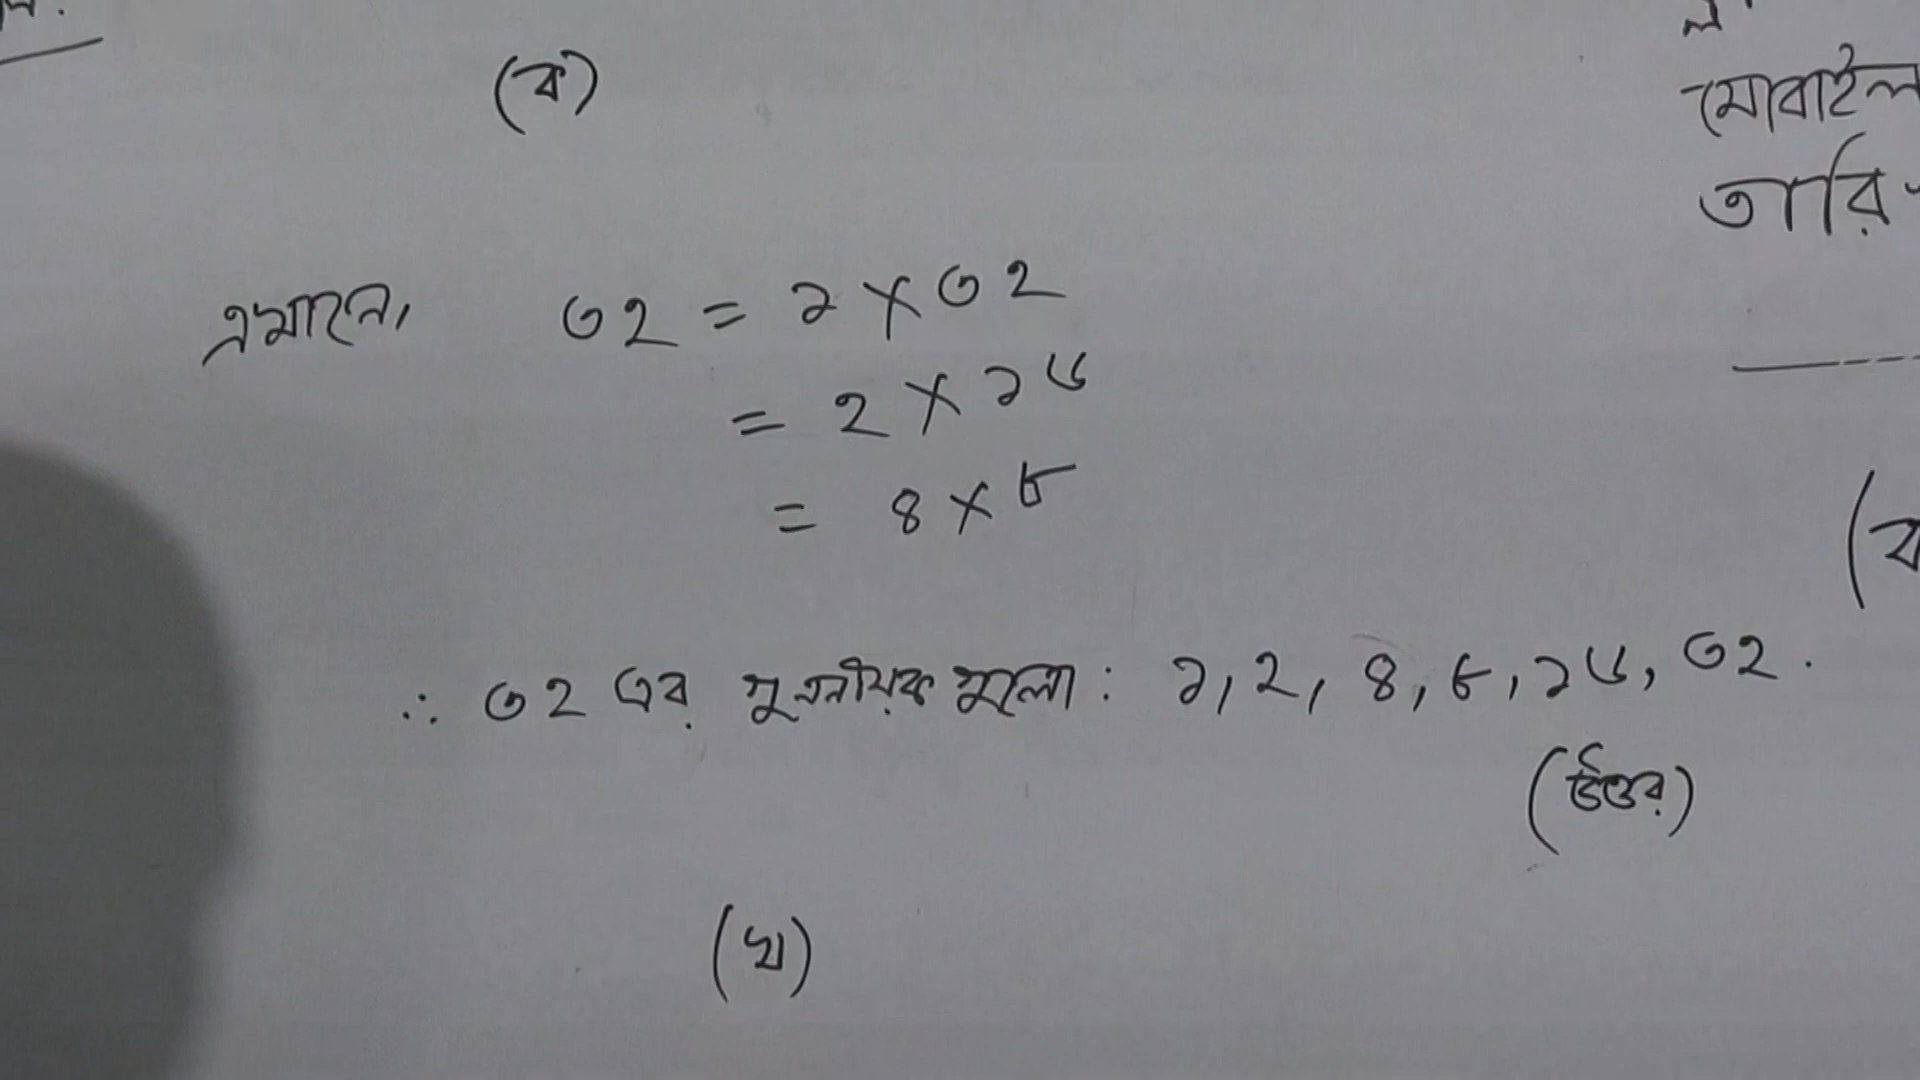 (ক)
মোবাইল
তারি
এখানে, ৩২ = ১ × ৩২
= ২ × ১৬
= ৪ × ৮
∴ ৩২ এর গুণনীয়ক গুলো : ১, ২, ৪, ৮, ১৬, ৩২.
(উত্তর)
(খ)